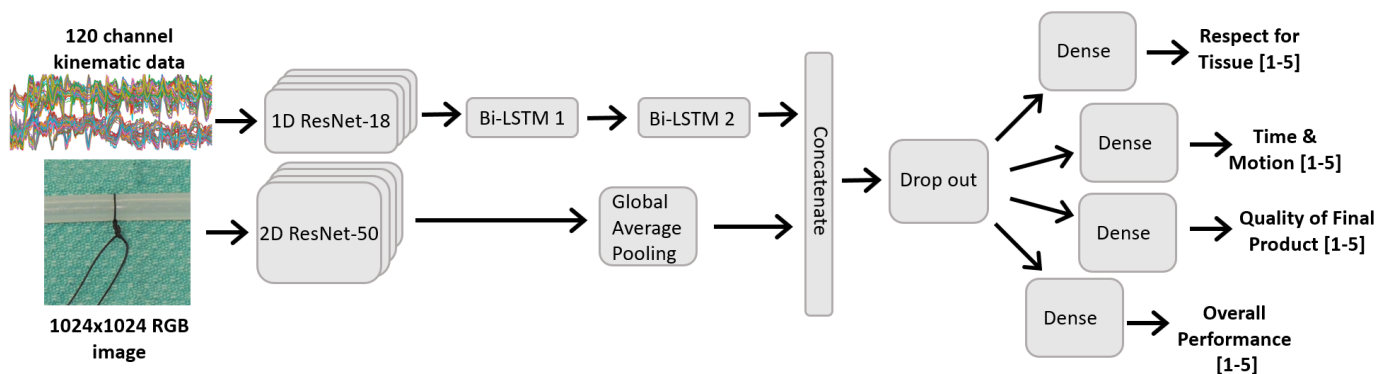 120 channel
kinematic data
1D ResNet-18
Bi-LSTM 1
Bi-LSTM 2
1024x1024 RGB
image
2D ResNet-50
Global
Average
Pooling
Concatenate
Drop out
Dense
Respect for
Tissue [1-5]
Dense
Time &
Motion [1-5]
Dense
Quality of Final
Product [1-5]
Dense
Overall
Performance
[1-5]